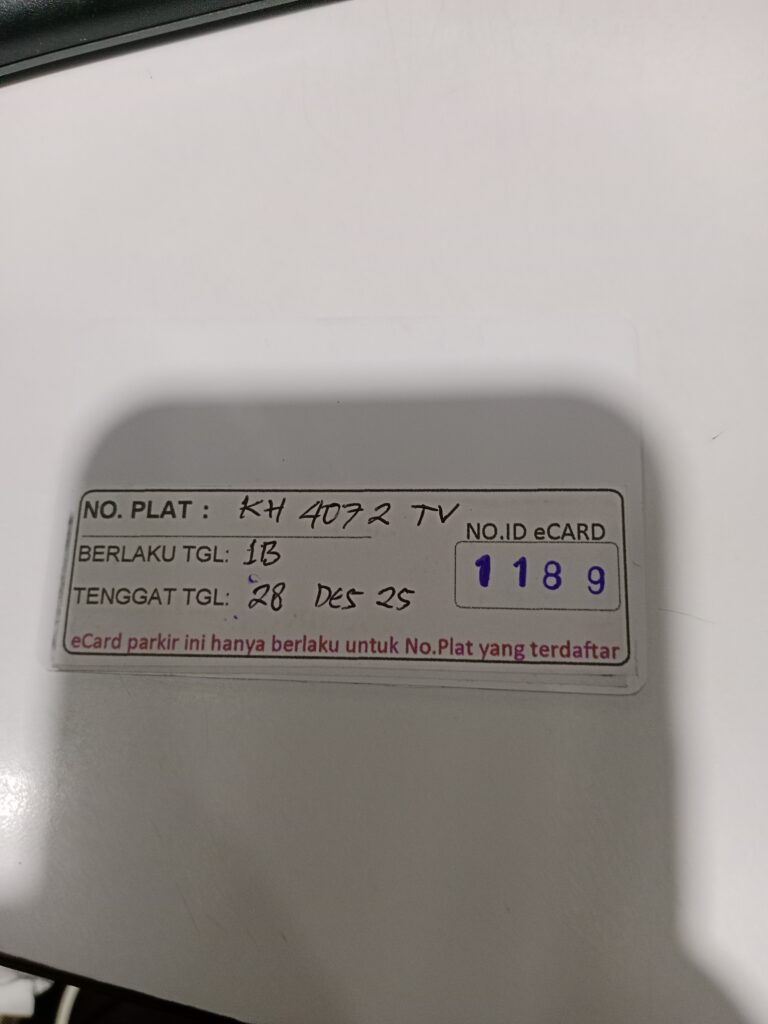 NO. PLAT : KH 4072 TV
NO.ID eCARD
BERLAKU TGL: 1B
1189
TENGGAT TGL: 28 DES 25
eCard parkir ini hanya berlaku untuk No.Plat yang terdaftar